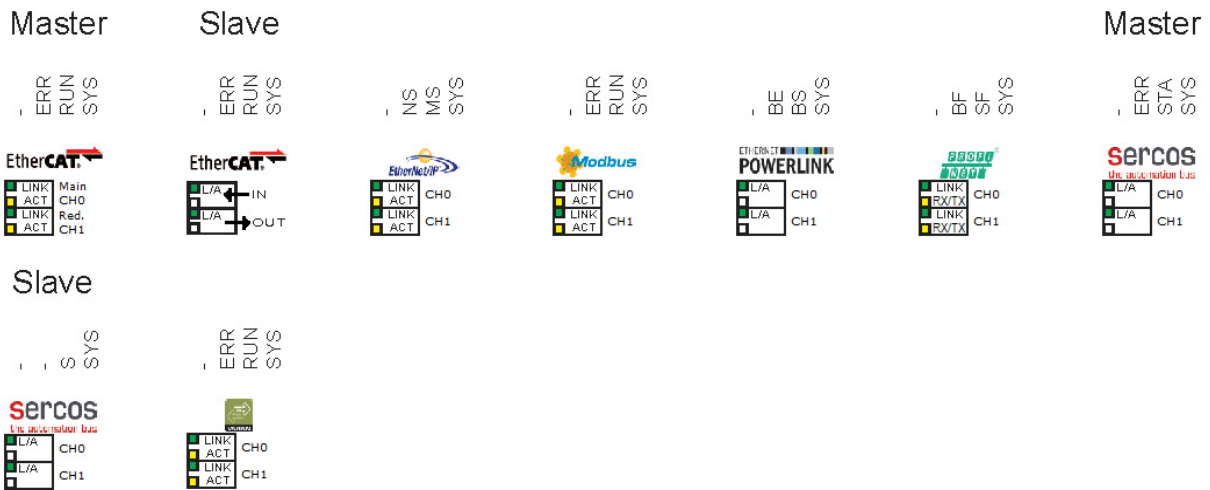 Master
Slave
Master
- ERR RUN SYS
- ERR RUN SYS
- NS MS SYS
- ERR RUN SYS
- BE BS SYS
- BF SF SYS
- ERR STA SYS
EtherCAT®
LINK Main
ACT CH0
LINK Red.
ACT CH1
EtherCAT®
L/A IN
L/A OUT
EtherNet/IP
LINK
ACT CH0
LINK
ACT CH1
Modbus
LINK
ACT CH0
LINK
ACT CH1
ETHERNET
POWERLINK
L/A CH0
L/A CH1
PROFI
NET®
LINK
RX/TX CH0
LINK
RX/TX CH1
sercos
the automation bus
L/A CH0
L/A CH1
Slave
- - S SYS
- ERR RUN SYS
sercos
the automation bus
L/A CH0
L/A CH1
LINK
ACT CH0
LINK
ACT CH1